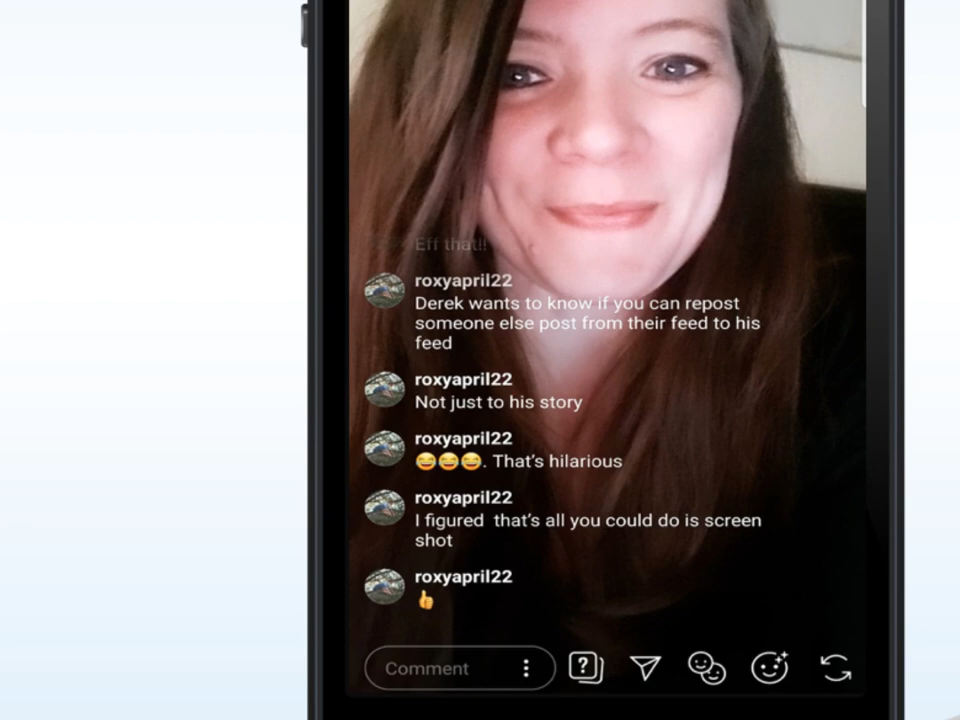 Eff that!!
roxyapril22
Derek wants to know if you can repost
someone else post from their feed to his
feed
roxyapril22
Not just to his story
roxyapril22
😂😂😂. That's hilarious
roxyapril22
I figured  that's all you could do is screen
shot
roxyapril22
👍
Comment